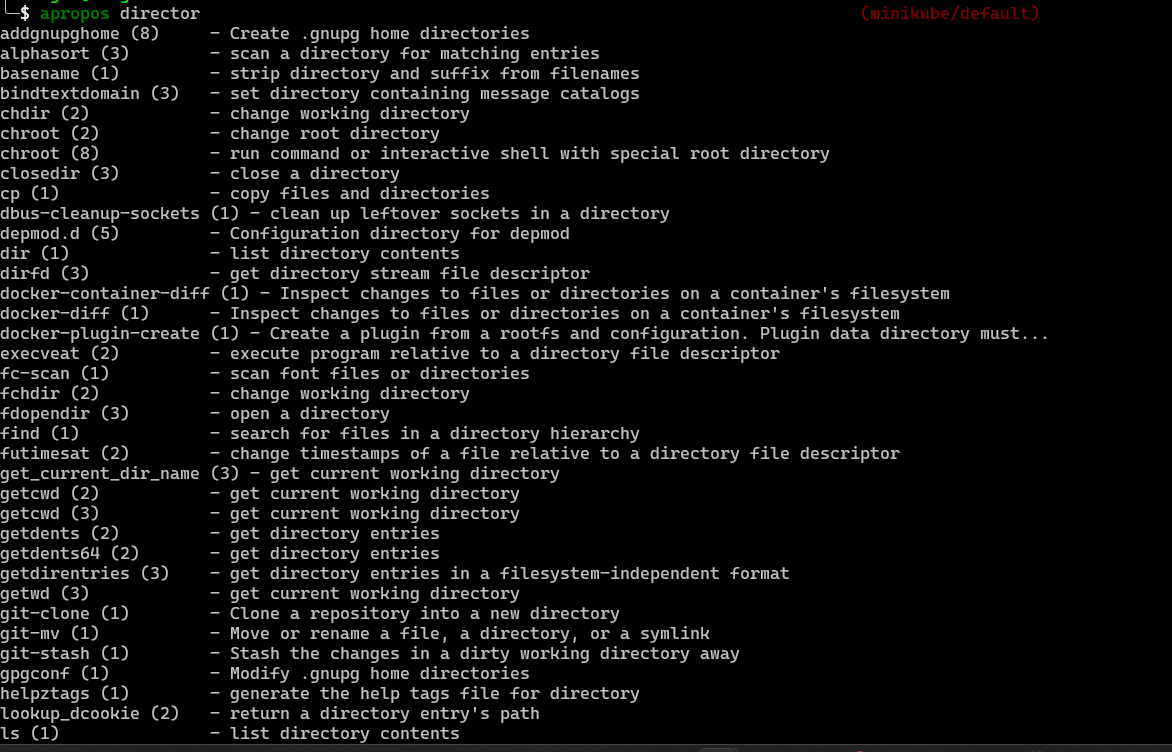 $ apropos director (minikube/default)
addgnupghome (8)     - Create .gnupg home directories
alphasort (3)        - scan a directory for matching entries
basename (1)         - strip directory and suffix from filenames
bindtextdomain (3)   - set directory containing message catalogs
chdir (2)            - change working directory
chroot (2)           - change root directory
chroot (8)           - run command or interactive shell with special root directory
closedir (3)         - close a directory
cp (1)               - copy files and directories
dbus-cleanup-sockets (1) - clean up leftover sockets in a directory
depmod.d (5)         - Configuration directory for depmod
dir (1)              - list directory contents
dirfd (3)            - get directory stream file descriptor
docker-container-diff (1) - Inspect changes to files or directories on a container's filesystem
docker-diff (1)      - Inspect changes to files or directories on a container's filesystem
docker-plugin-create (1) - Create a plugin from a rootfs and configuration. Plugin data directory must...
execveat (2)         - execute program relative to a directory file descriptor
fc-scan (1)          - scan font files or directories
fchdir (2)           - change working directory
fdopendir (3)        - open a directory
find (1)             - search for files in a directory hierarchy
futimesat (2)        - change timestamps of a file relative to a directory file descriptor
get_current_dir_name (3) - get current working directory
getcwd (2)           - get current working directory
getcwd (3)           - get current working directory
getdents (2)         - get directory entries
getdents64 (2)       - get directory entries
getdirentries (3)    - get directory entries in a filesystem-independent format
getwd (3)            - get current working directory
git-clone (1)        - Clone a repository into a new directory
git-mv (1)           - Move or rename a file, a directory, or a symlink
git-stash (1)        - Stash the changes in a dirty working directory away
gpgconf (1)          - Modify .gnupg home directories
helpztags (1)        - generate the help tags file for directory
lookup_dcookie (2)   - return a directory entry's path
ls (1)               - list directory contents